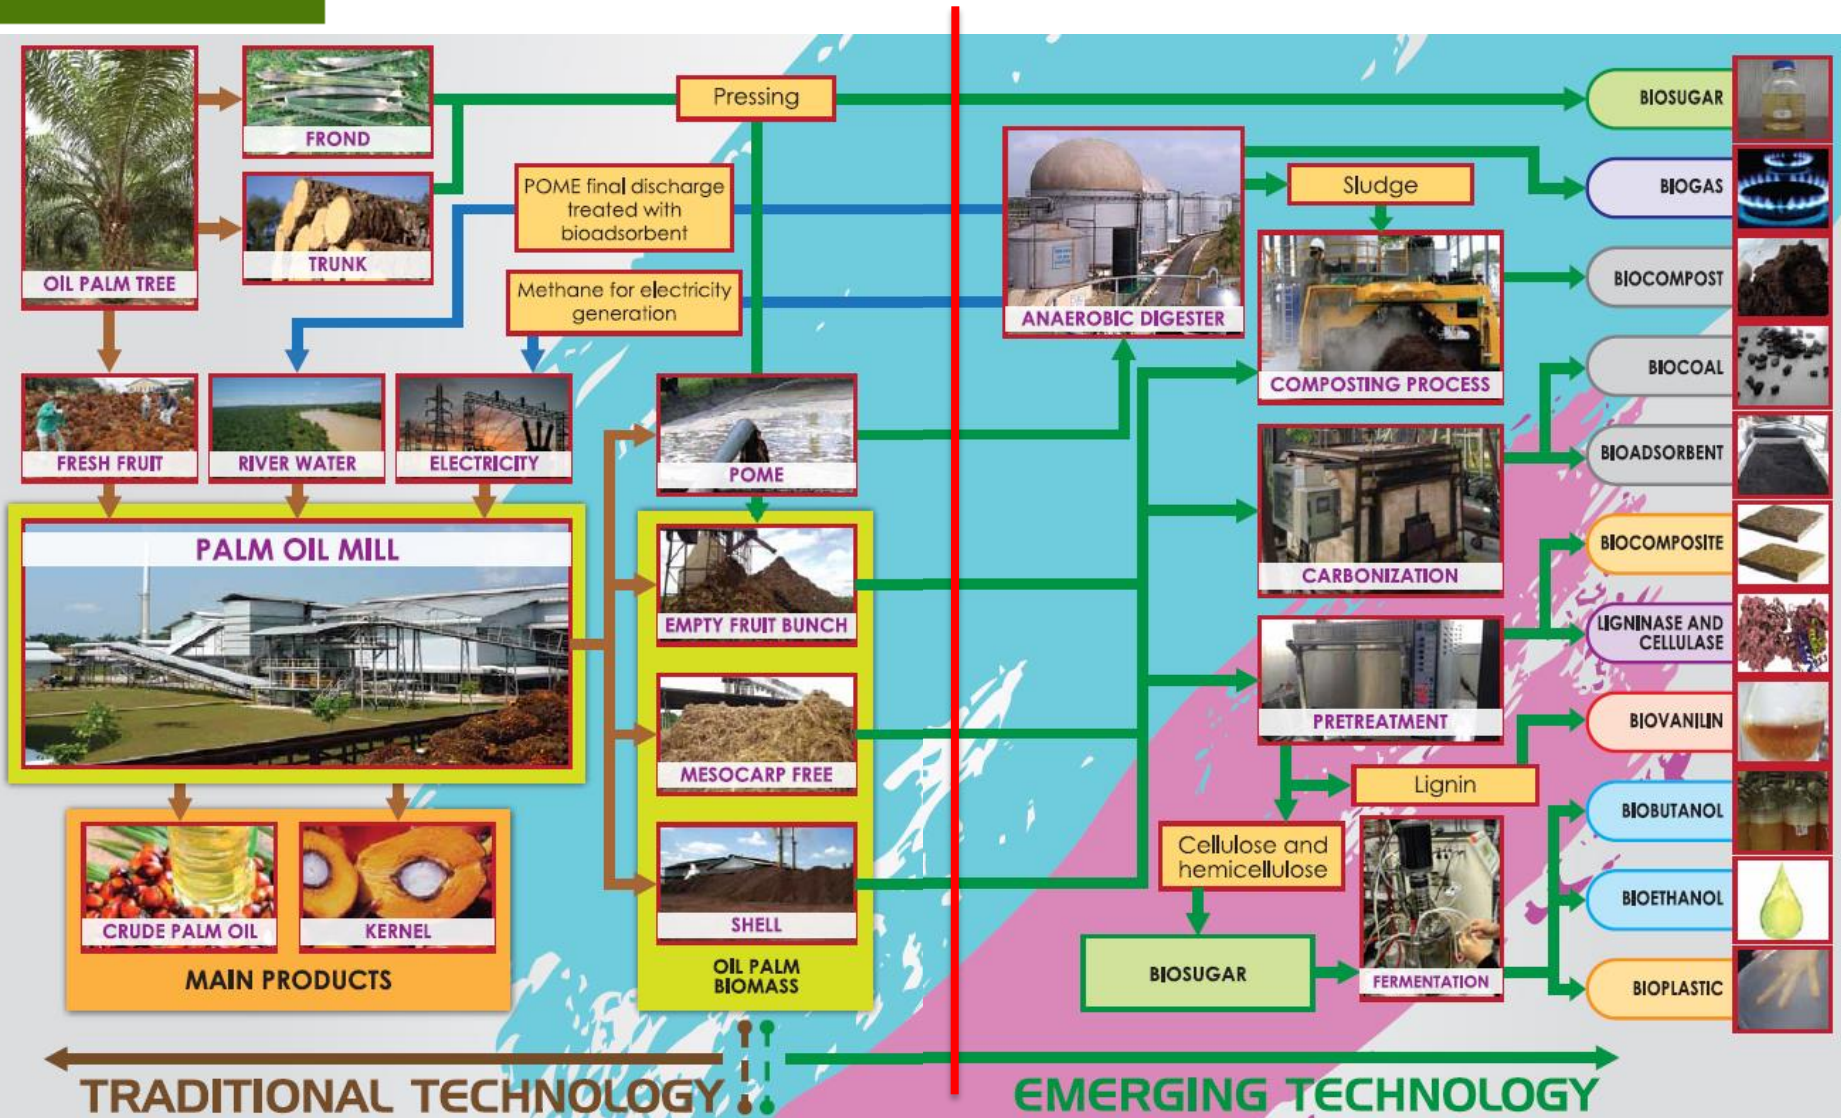 FROND
TRUNK
OIL PALM TREE
Pressing
POME final discharge
treated with
bioadsorbent
Methane for electricity
generation
FRESH FRUIT
RIVER WATER
ELECTRICITY
PALM OIL MILL
CRUDE PALM OIL
KERNEL
MAIN PRODUCTS
POME
EMPTY FRUIT BUNCH
MESOCARP FREE
SHELL
OIL PALM
BIOMASS
ANAEROBIC DIGESTER
Sludge
COMPOSTING PROCESS
CARBONIZATION
PRETREATMENT
Lignin
Cellulose and
hemicellulose
BIOSUGAR
FERMENTATION
BIOSUGAR
BIOGAS
BIOCOMPOST
BIOCOAL
BIOADSORBENT
BIOCOMPOSITE
LIGNINASE AND
CELLULASE
BIOVANILIN
BIOBUTANOL
BIOETHANOL
BIOPLASTIC
TRADITIONAL TECHNOLOGY
EMERGING TECHNOLOGY